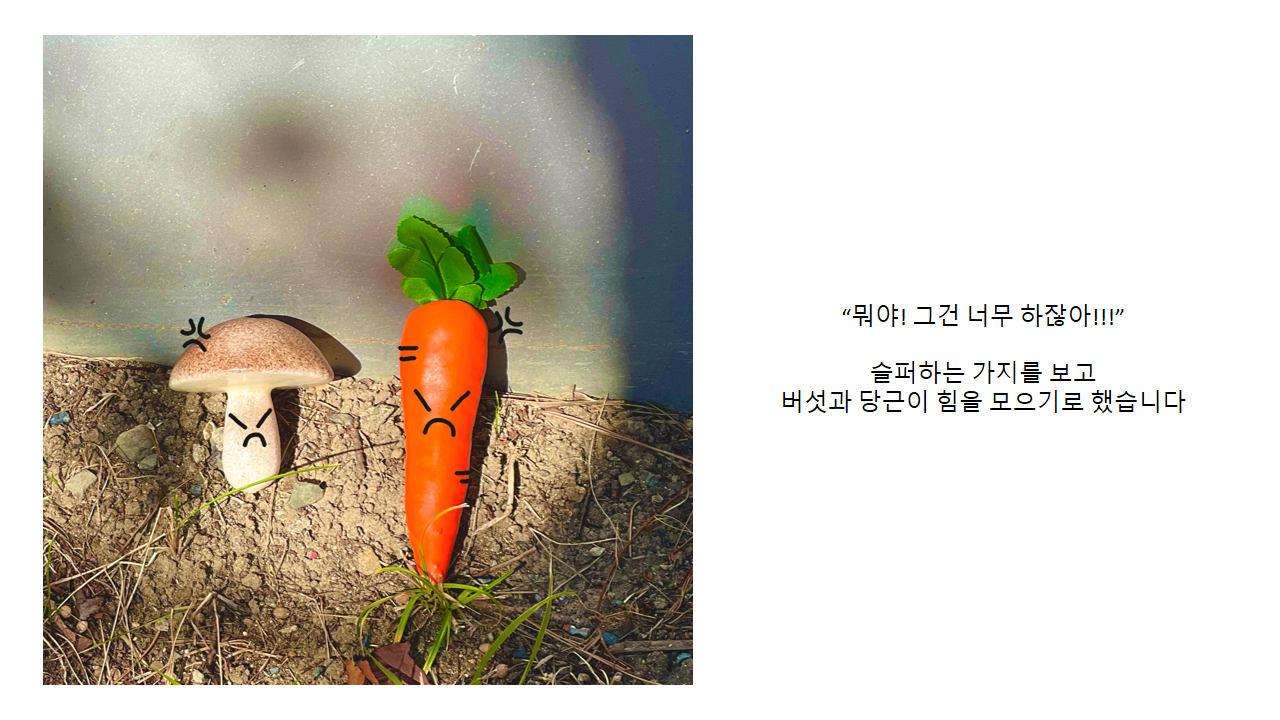 “뭐야! 그건 너무 하잖아!!!”
슬퍼하는 가지를 보고
버섯과 당근이 힘을 모으기로 했습니다